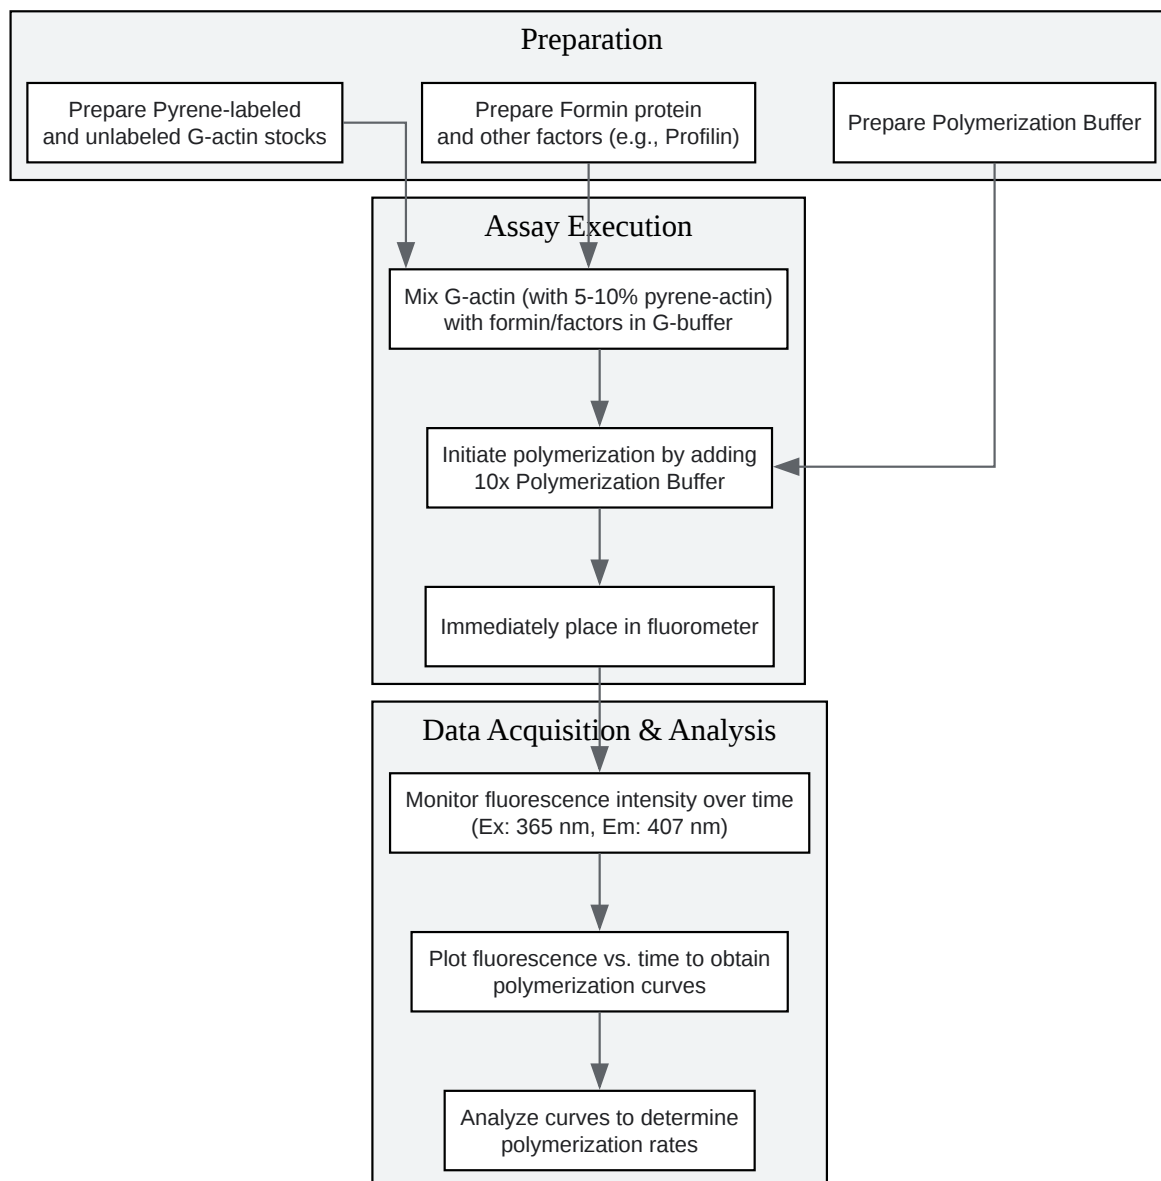 Preparation
Prepare Pyrene-labeled
and unlabeled G-actin stocks
Prepare Formin protein
and other factors (e.g., Profilin)
Prepare Polymerization Buffer
Assay Execution
Mix G-actin (with 5-10% pyrene-actin)
with formin/factors in G-buffer
Initiate polymerization by adding
10x Polymerization Buffer
Immediately place in fluorometer
Data Acquisition & Analysis
Monitor fluorescence intensity over time
(Ex: 365 nm, Em: 407 nm)
Plot fluorescence vs. time to obtain
polymerization curves
Analyze curves to determine
polymerization rates